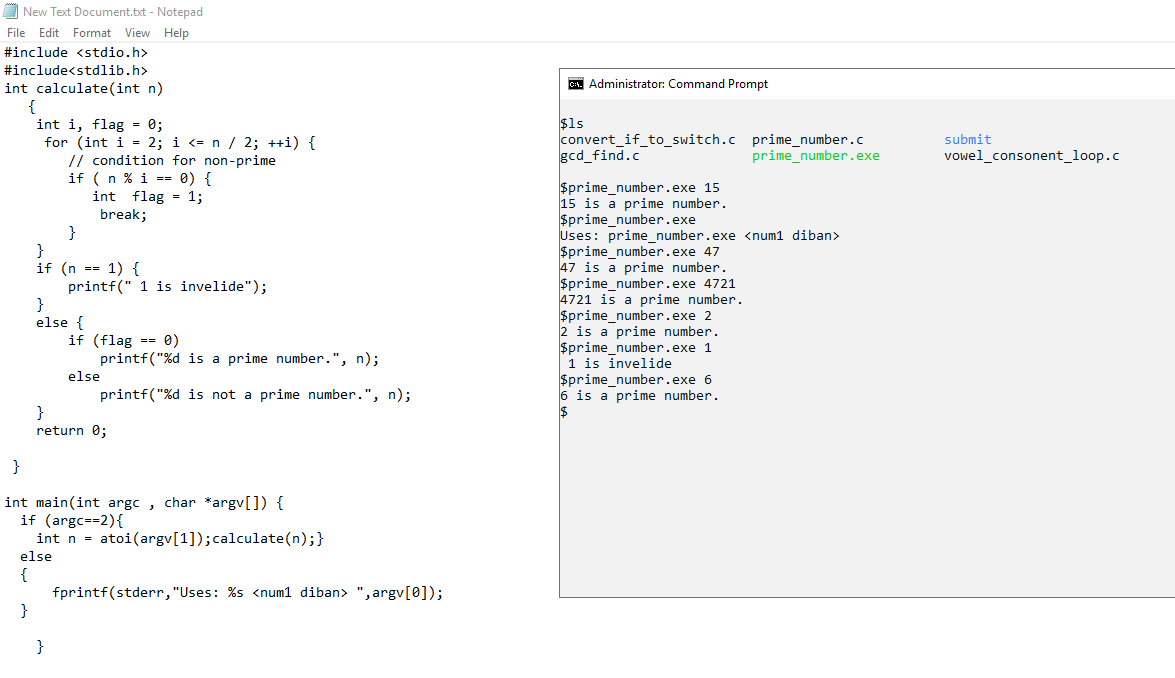 New Text Document.txt - Notepad
File Edit Format View Help
#include <stdio.h>
#include<stdlib.h>
int calculate(int n)
{
int i, flag = 0;
for (int i = 2; i <= n / 2; ++i) {
// condition for non-prime
if ( n % i == 0) {
int  flag = 1;
break;
}
}
if (n == 1) {
printf(" 1 is invelide");
}
else {
if (flag == 0)
printf("%d is a prime number.", n);
else
printf("%d is not a prime number.", n);
}
return 0;
}
int main(int argc , char *argv[]) {
if (argc==2){
int n = atoi(argv[1]);calculate(n);}
else
{
fprintf(stderr,"Uses: %s <num1 diban> ",argv[0]);
}
}
Administrator: Command Prompt
$ls
convert_if_to_switch.c  prime_number.c  submit
gcd_find.c  prime_number.exe  vowel_consonent_loop.c
$prime_number.exe 15
15 is a prime number.
$prime_number.exe
Uses: prime_number.exe <num1 diban>
$prime_number.exe 47
47 is a prime number.
$prime_number.exe 4721
4721 is a prime number.
$prime_number.exe 2
2 is a prime number.
$prime_number.exe 1
1 is invelide
$prime_number.exe 6
6 is a prime number.
$